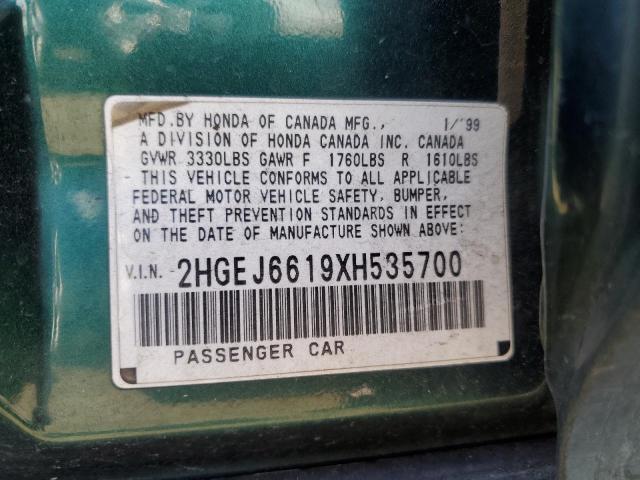 MFD. BY HONDA OF CANADA MFG., 1/'99
A DIVISION OF HONDA CANADA INC. CANADA
GVWR 3330LBS GAWR F 1760LBS R 1610LBS
THIS VEHICLE CONFORMS TO ALL APPLICABLE
FEDERAL MOTOR VEHICLE SAFETY, BUMPER,
AND THEFT PREVENTION STANDARDS IN EFFECT
ON THE DATE OF MANUFACTURE SHOWN ABOVE:
V.I.N. 2HGEJ6619XH535700
PASSENGER CAR